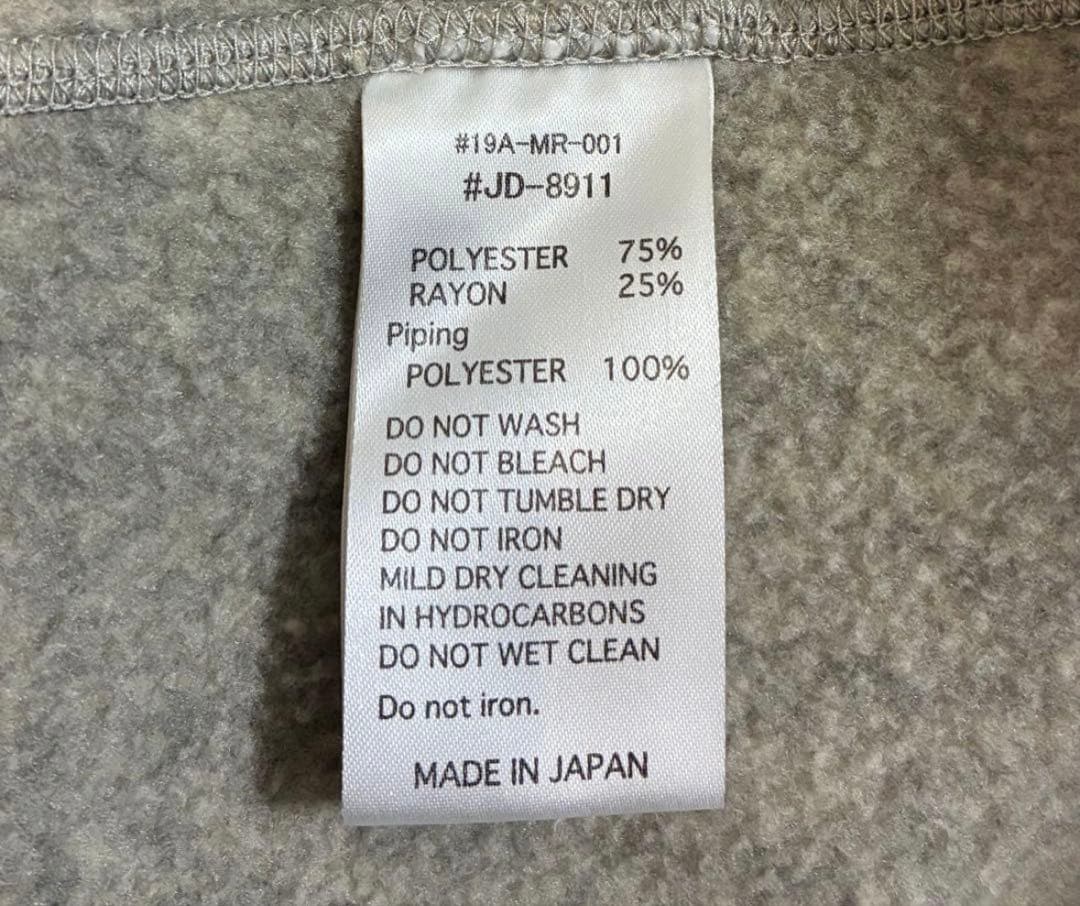 #19A-MR-001
#JD-8911
POLYESTER 75%
RAYON 25%
Piping
POLYESTER 100%
DO NOT WASH
DO NOT BLEACH
DO NOT TUMBLE DRY
DO NOT IRON
MILD DRY CLEANING
IN HYDROCARBONS
DO NOT WET CLEAN
Do not iron.
MADE IN JAPAN